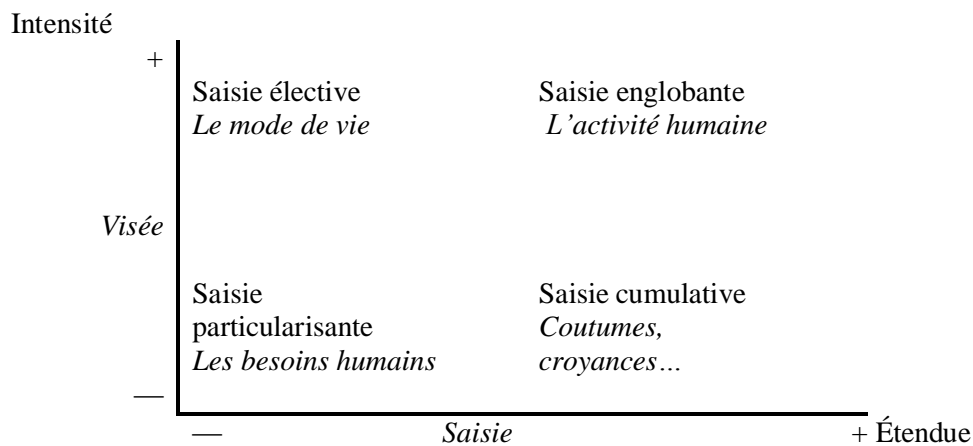 Intensité
+
Saisie élective Saisie englobante
Le mode de vie L’activité humaine
Visée
Saisie Saisie cumulative
particularisante Coutumes,
Les besoins humains croyances…
—
— Saisie + Étendue